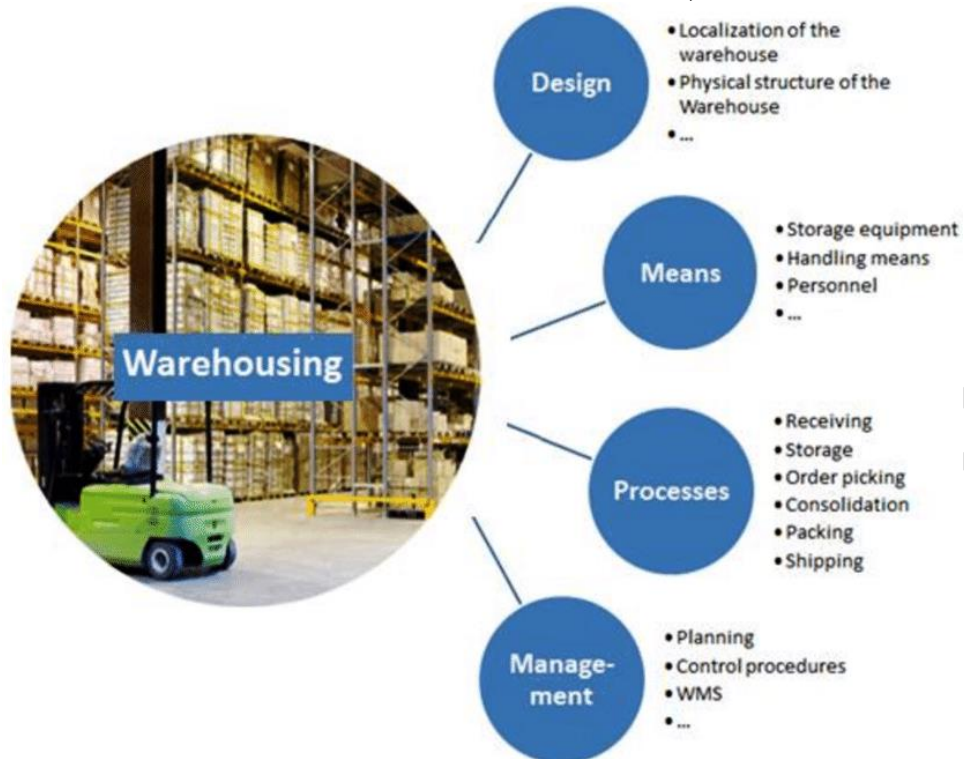 Warehousing
Design
• Localization of the
warehouse
• Physical structure of the
Warehouse
• ...
Means
• Storage equipment
• Handling means
• Personnel
• ...
Processes
• Receiving
• Storage
• Order picking
• Consolidation
• Packing
• Shipping
Manage-
ment
• Planning
• Control procedures
• WMS
• ...